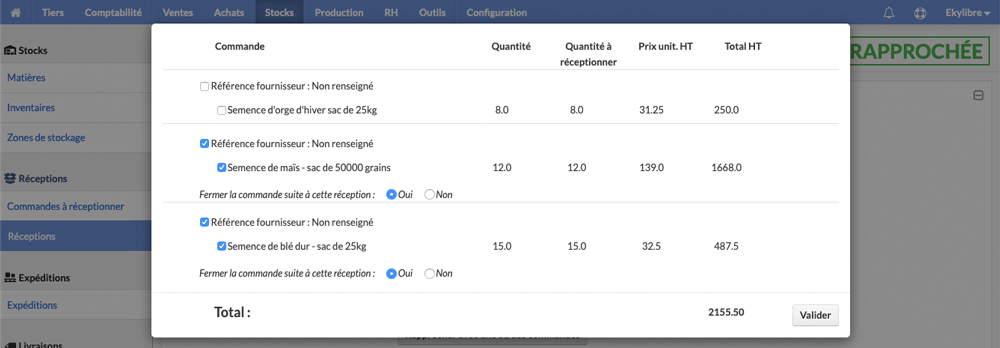 Tiers Comptabilité Ventes Achats Stocks Production RH Outils Configuration Ekylibre
Stocks
Matières
Inventaires
Zones de stockage
Réceptions
Commandes à réceptionner
Réceptions
Expéditions
Expéditions
Livraisons
RAPPROCHÉE
Commande Quantité Quantité à réceptionner Prix unit. HT Total HT
Référence fournisseur : Non renseigné
Semence d'orge d'hiver sac de 25kg 8.0 8.0 31.25 250.0
Référence fournisseur : Non renseigné
Semence de maïs - sac de 50000 grains 12.0 12.0 139.0 1668.0
Fermer la commande suite à cette réception : Oui Non
Référence fournisseur : Non renseigné
Semence de blé dur - sac de 25kg 15.0 15.0 32.5 487.5
Fermer la commande suite à cette réception : Oui Non
Total : 2155.50 Valider